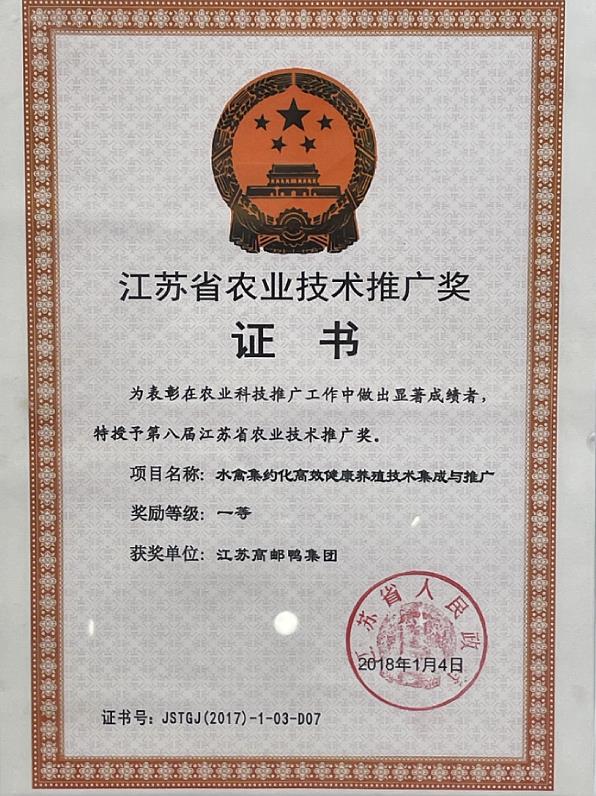 江苏省农业技术推广奖
证 书
为表彰在农业科技推广工作中做出显著成绩者，
特授予第八届江苏省农业技术推广奖。
项目名称：水禽集约化高效健康养殖技术集成与推广
奖励等级：一等
获奖单位：江苏高邮鸭集团
江苏省人民政府
2018年1月4日
证书号：JSTGJ(2017)-1-03-D07